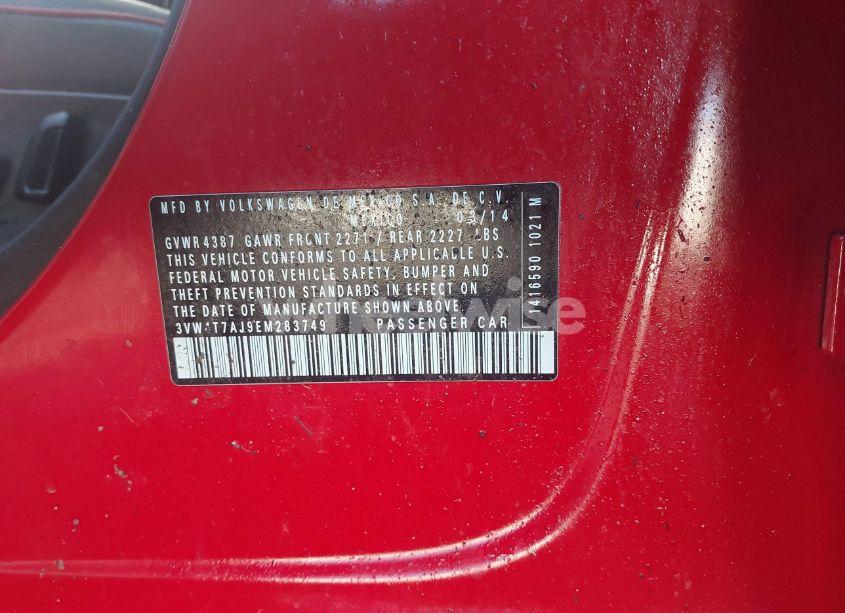 MFD BY VOLKSWAGEN DE MEXICO S.A. DE C.V.
MEXICO 03/14
GVWR 4387 GAWR FRONT 2271 / REAR 2227 LBS
THIS VEHICLE CONFORMS TO ALL APPLICABLE U.S.
FEDERAL MOTOR VEHICLE SAFETY, BUMPER AND
THEFT PREVENTION STANDARDS IN EFFECT ON
THE DATE OF MANUFACTURE SHOWN ABOVE.
PASSENGER CAR
1021 M